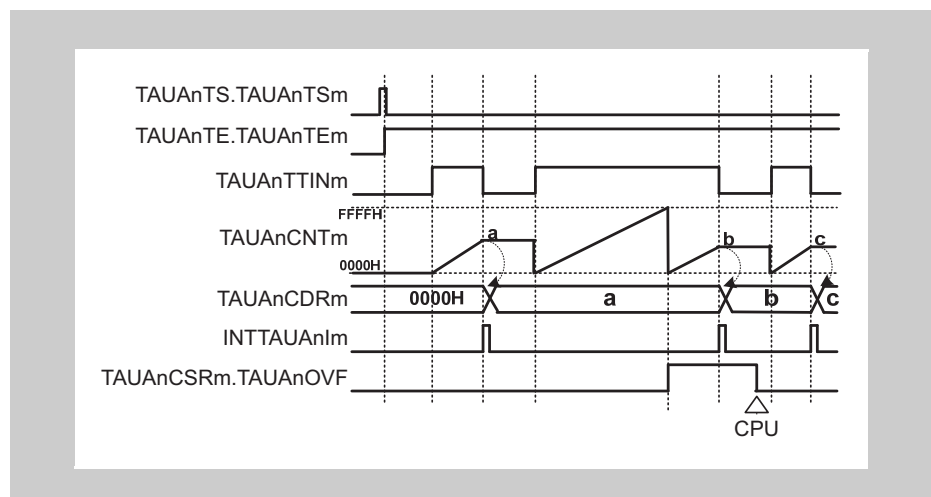 TAUAnTS.TAUAnTSm
TAUAnTE.TAUAnTEm
TAUAnTTINm
FFFFH
TAUAnCNTm
a
b
c
0000H
TAUAnCDRm
0000H
a
b
c
INTTAUAnIm
TAUAnCSRm.TAUAnOVF
CPU